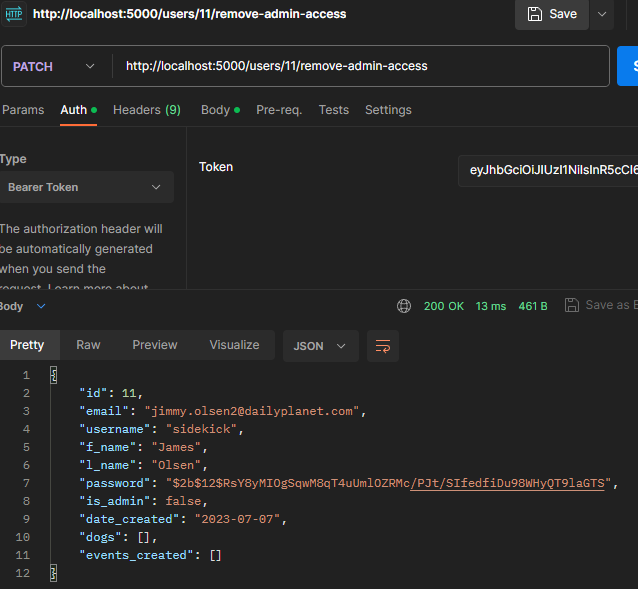 HTTP http://localhost:5000/users/11/remove-admin-access Save
PATCH http://localhost:5000/users/11/remove-admin-access S
Params Auth Headers (9) Body Pre-req. Tests Settings
Type
Token eyJhbGciOiJIUzI1NiIsInR5cCI6
Bearer Token
The authorization header will
be automatically generated
when you send the
request. Learn more about
Body 200 OK 13 ms 461 B Save as E
Pretty Raw Preview Visualize JSON
1 {
2 "id": 11,
3 "email": "jimmy.olsen2@dailyplanet.com",
4 "username": "sidekick",
5 "f_name": "James",
6 "l_name": "Olsen",
7 "password": "$2b$12$RsY8yMIOgSqwM8qT4uUmlOZRMc/PJt/SIfedfiDu98WHyQT9laGTS",
8 "is_admin": false,
9 "date_created": "2023-07-07",
10 "dogs": [],
11 "events_created": []
12 }